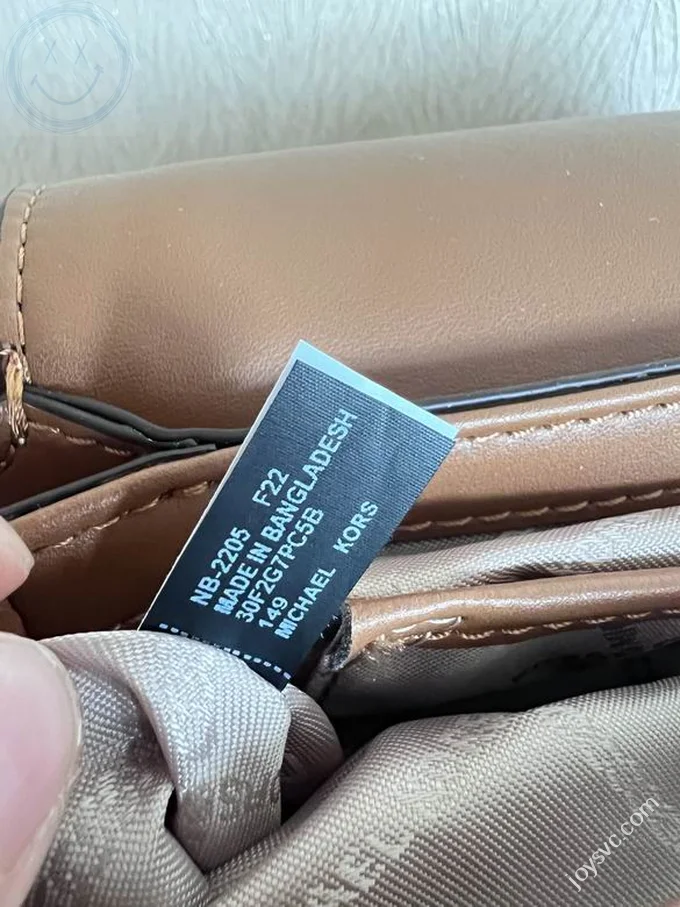 NB-2205 F22
MADE IN BANGLADESH
30F2G7PC5B
149
MICHAEL KORS
joysvc.com